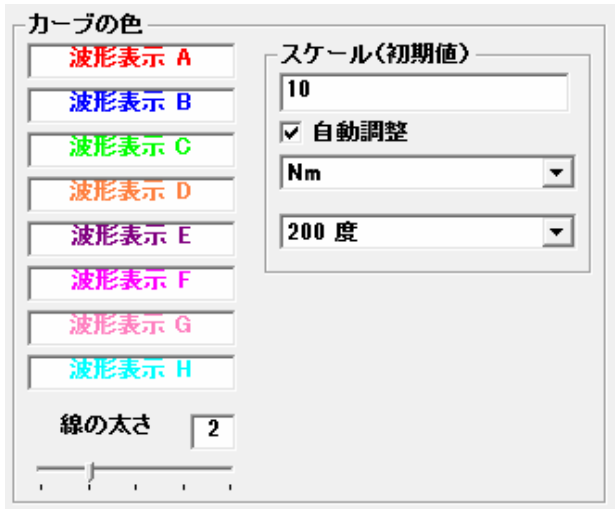 カーブの色
波形表示 A
波形表示 B
波形表示 C
波形表示 D
波形表示 E
波形表示 F
波形表示 G
波形表示 H
線の太さ 2
スケール(初期値)
10
自動調整
Nm
200 度